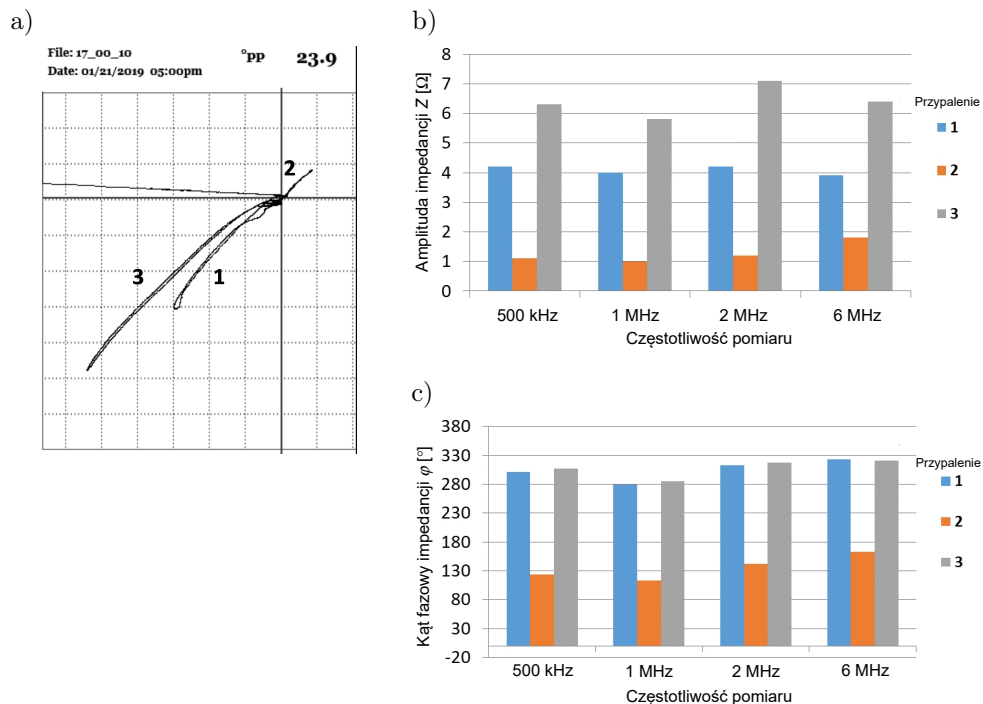 a)
File: 17_00_10
Date: 01/21/2019 05:00pm
°pp
23.9
2
3
1
b)
Amplituda impedancji Z [Ω]
8
7
6
5
4
3
2
1
0
500 kHz 1 MHz 2 MHz 6 MHz
Częstotliwość pomiaru
Przypalenie
1
2
3
c)
Kąt fazowy impedancji φ [°]
380
330
280
230
180
130
80
30
-20
500 kHz 1 MHz 2 MHz 6 MHz
Częstotliwość pomiaru
Przypalenie
1
2
3